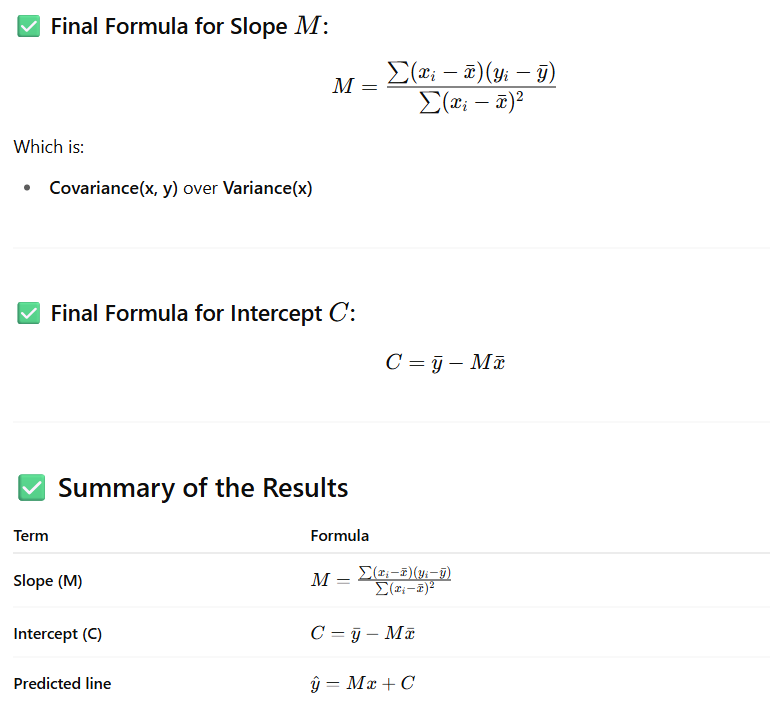 ✅ Final Formula for Slope M:
M = ∑(xᵢ − x̄)(yᵢ − ȳ) / ∑(xᵢ − x̄)²
Which is:
• Covariance(x, y) over Variance(x)
✅ Final Formula for Intercept C:
C = ȳ − Mx̄
✅ Summary of the Results
Term Formula
Slope (M) M = ∑(xᵢ−x̄)(yᵢ−ȳ) / ∑(xᵢ−x̄)²
Intercept (C) C = ȳ − Mx̄
Predicted line ŷ = Mx + C